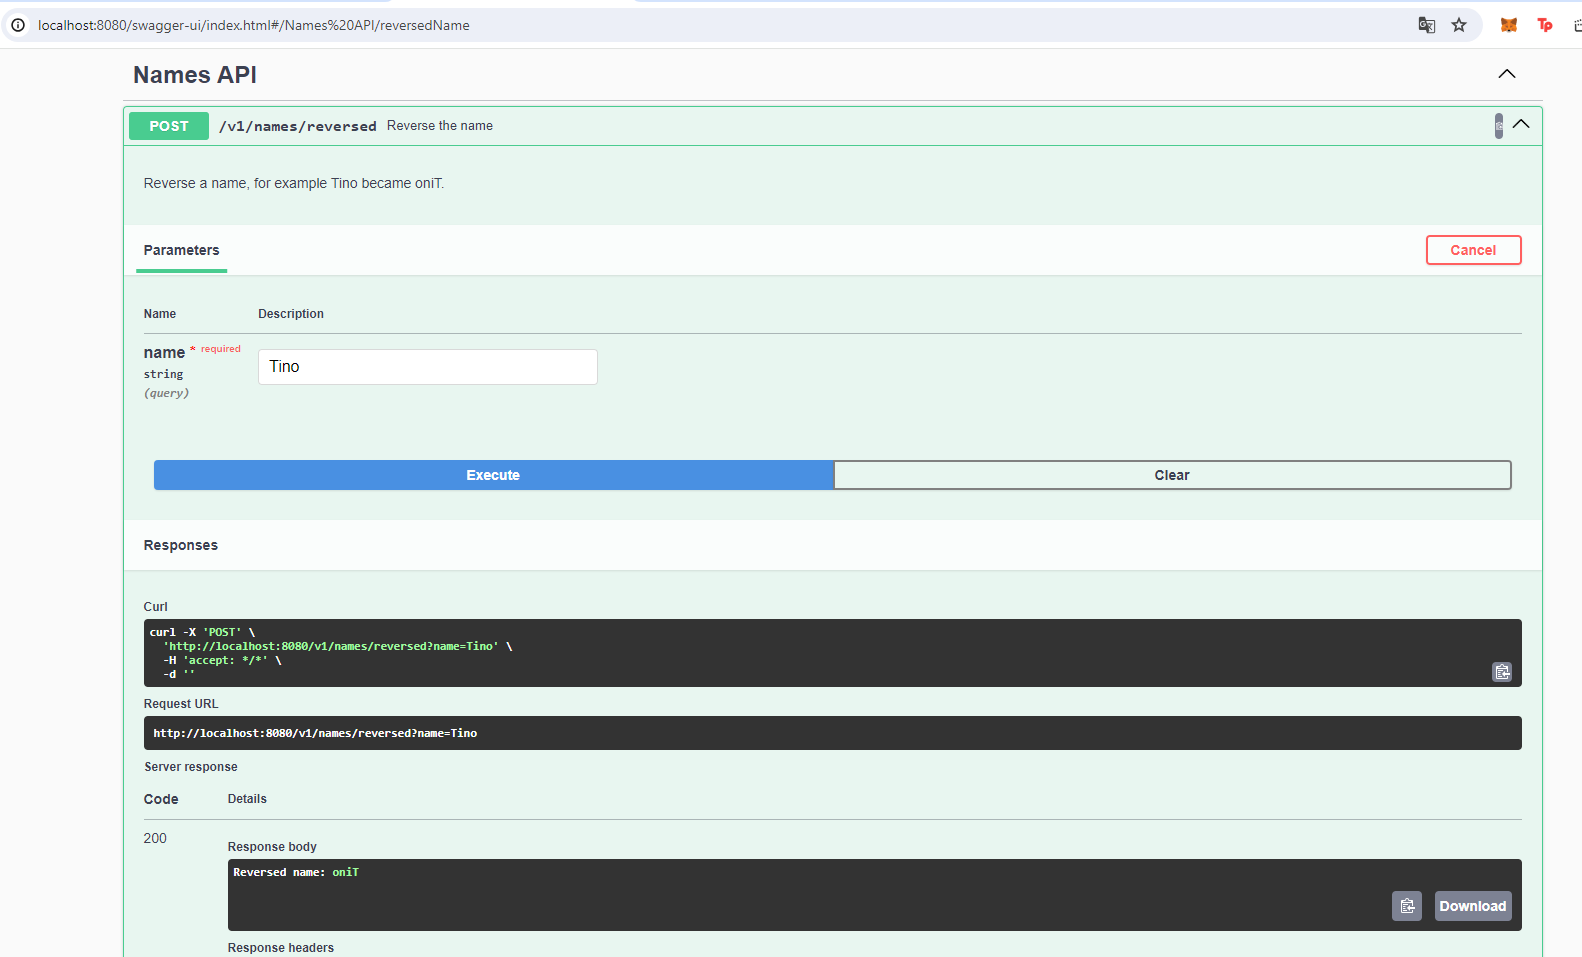 localhost:8080/swagger-ui/index.html#/Names%20API/reversedName
Tp
Names API
POST /v1/names/reversed Reverse the name
Reverse a name, for example Tino became oniT.
Parameters
Cancel
Name Description
name * required
string
(query)
Tino
Execute
Clear
Responses
Curl
curl -X 'POST' \
'http://localhost:8080/v1/names/reversed?name=Tino' \
-H 'accept: */*' \
-d ''
Request URL
http://localhost:8080/v1/names/reversed?name=Tino
Server response
Code Details
200
Response body
Reversed name: oniT
Download
Response headers